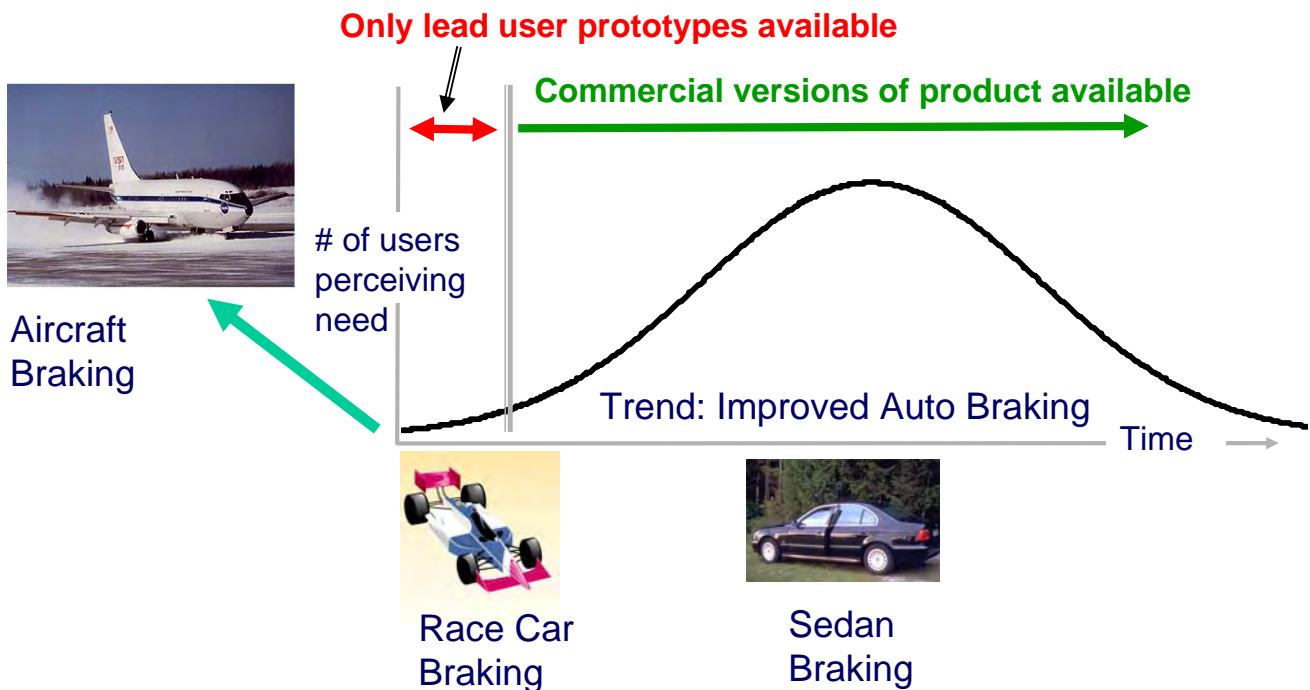 Only lead user prototypes available
Commercial versions of product available
# of users
perceiving
need
Aircraft
Braking
Trend: Improved Auto Braking
Time
Race Car
Braking
Sedan
Braking